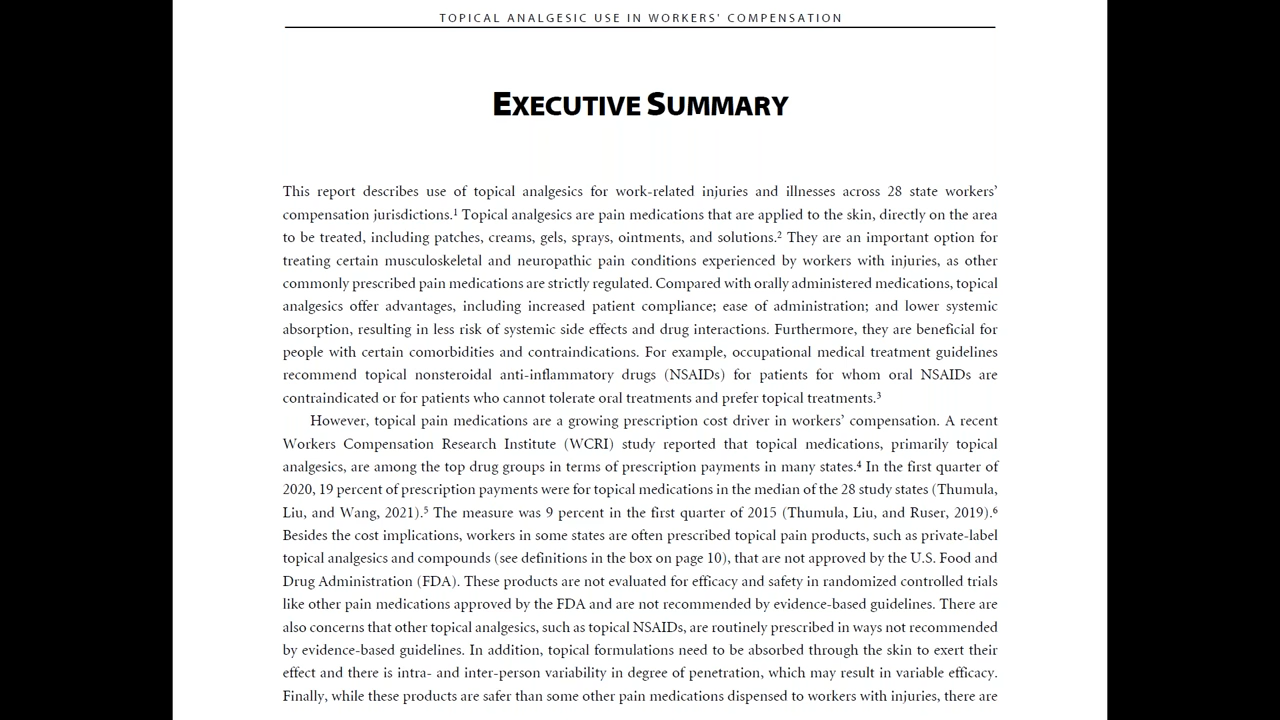 TOPICAL ANALGESIC USE IN WORKERS' COMPENSATION
EXECUTIVE SUMMARY
This report describes use of topical analgesics for work-related injuries and illnesses across 28 state workers'
compensation jurisdictions.¹ Topical analgesics are pain medications that are applied to the skin, directly on the area
to be treated, including patches, creams, gels, sprays, ointments, and solutions.² They are an important option for
treating certain musculoskeletal and neuropathic pain conditions experienced by workers with injuries, as other
commonly prescribed pain medications are strictly regulated. Compared with orally administered medications, topical
analgesics offer advantages, including increased patient compliance; ease of administration; and lower systemic
absorption, resulting in less risk of systemic side effects and drug interactions. Furthermore, they are beneficial for
people with certain comorbidities and contraindications. For example, occupational medical treatment guidelines
recommend topical nonsteroidal anti-inflammatory drugs (NSAIDs) for patients for whom oral NSAIDs are
contraindicated or for patients who cannot tolerate oral treatments and prefer topical treatments.³
However, topical pain medications are a growing prescription cost driver in workers' compensation. A recent
Workers Compensation Research Institute (WCRI) study reported that topical medications, primarily topical
analgesics, are among the top drug groups in terms of prescription payments in many states.⁴ In the first quarter of
2020, 19 percent of prescription payments were for topical medications in the median of the 28 study states (Thumula,
Liu, and Wang, 2021).⁵ The measure was 9 percent in the first quarter of 2015 (Thumula, Liu, and Ruser, 2019).⁶
Besides the cost implications, workers in some states are often prescribed topical pain products, such as private-label
topical analgesics and compounds (see definitions in the box on page 10), that are not approved by the U.S. Food and
Drug Administration (FDA). These products are not evaluated for efficacy and safety in randomized controlled trials
like other pain medications approved by the FDA and are not recommended by evidence-based guidelines. There are
also concerns that other topical analgesics, such as topical NSAIDs, are routinely prescribed in ways not recommended
by evidence-based guidelines. In addition, topical formulations need to be absorbed through the skin to exert their
effect and there is intra- and inter-person variability in degree of penetration, which may result in variable efficacy.
Finally, while these products are safer than some other pain medications dispensed to workers with injuries, there are